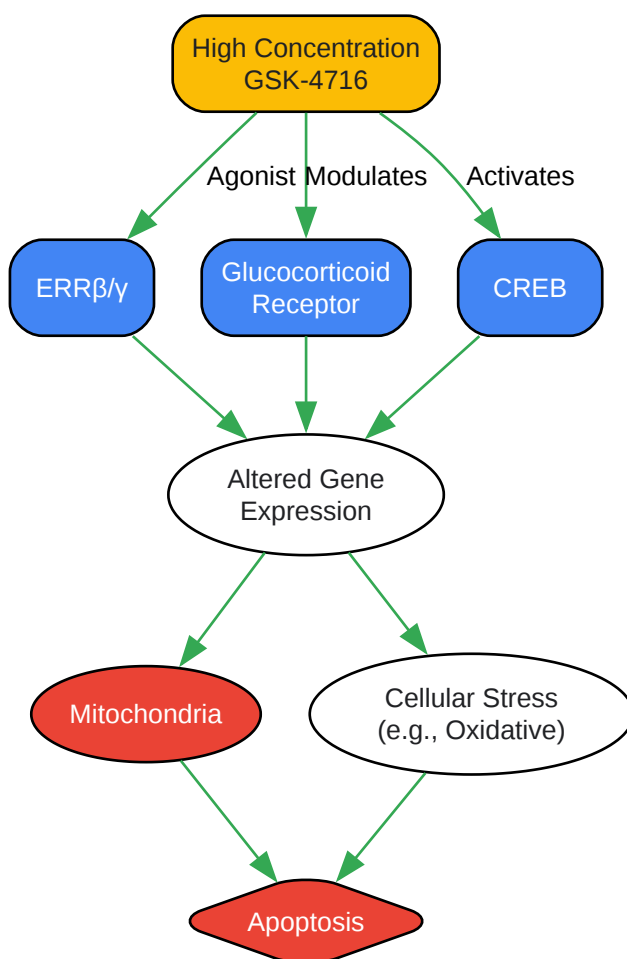 High Concentration
GSK-4716
Agonist
Modulates
Activates
ERRβ/γ
Glucocorticoid
Receptor
CREB
Altered Gene
Expression
Mitochondria
Cellular Stress
(e.g., Oxidative)
Apoptosis